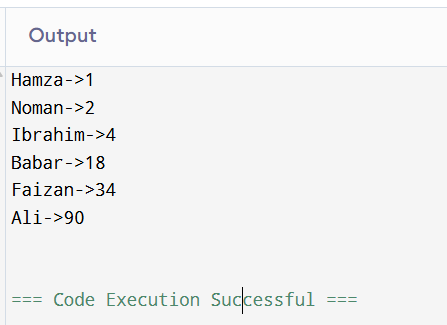 Output
Hamza->1
Noman->2
Ibrahim->4
Babar->18
Faizan->34
Ali->90
=== Code Execution Successful ===